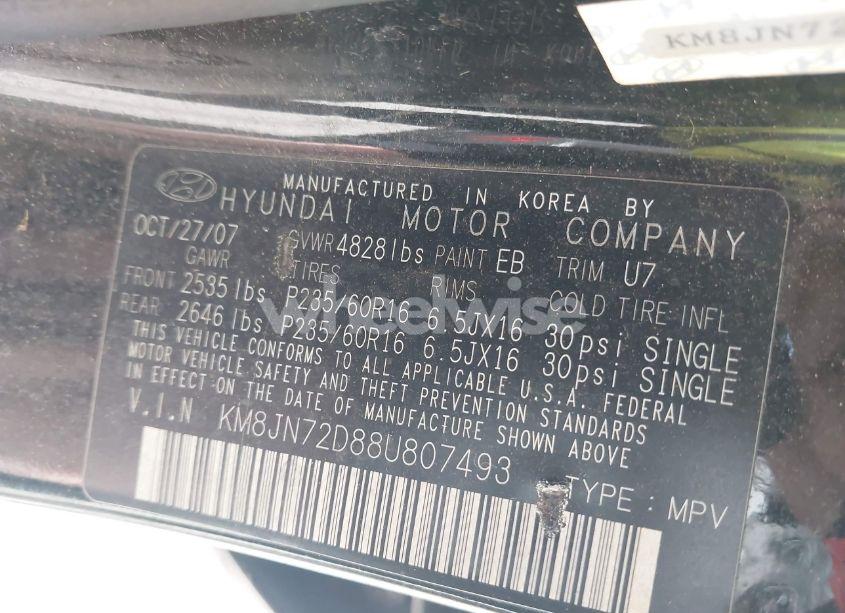 KM8JN72
MANUFACTURED IN KOREA BY
HYUNDAI MOTOR COMPANY
OCT/27/07 GVWR 4828lbs PAINT EB TRIM U7
GAWR TIRES RIMS COLD TIRE INFL
FRONT 2535 lbs P235/60R16 6.5JX16 30psi SINGLE
REAR 2646 lbs P235/60R16 6.5JX16 30psi SINGLE
THIS VEHICLE CONFORMS TO ALL APPLICABLE U.S.A. FEDERAL
MOTOR VEHICLE SAFETY AND THEFT PREVENTION STANDARDS
IN EFFECT ON THE DATE OF MANUFACTURE SHOWN ABOVE
V.I.N KM8JN72D88U807493 TYPE : MPV
wheelwise